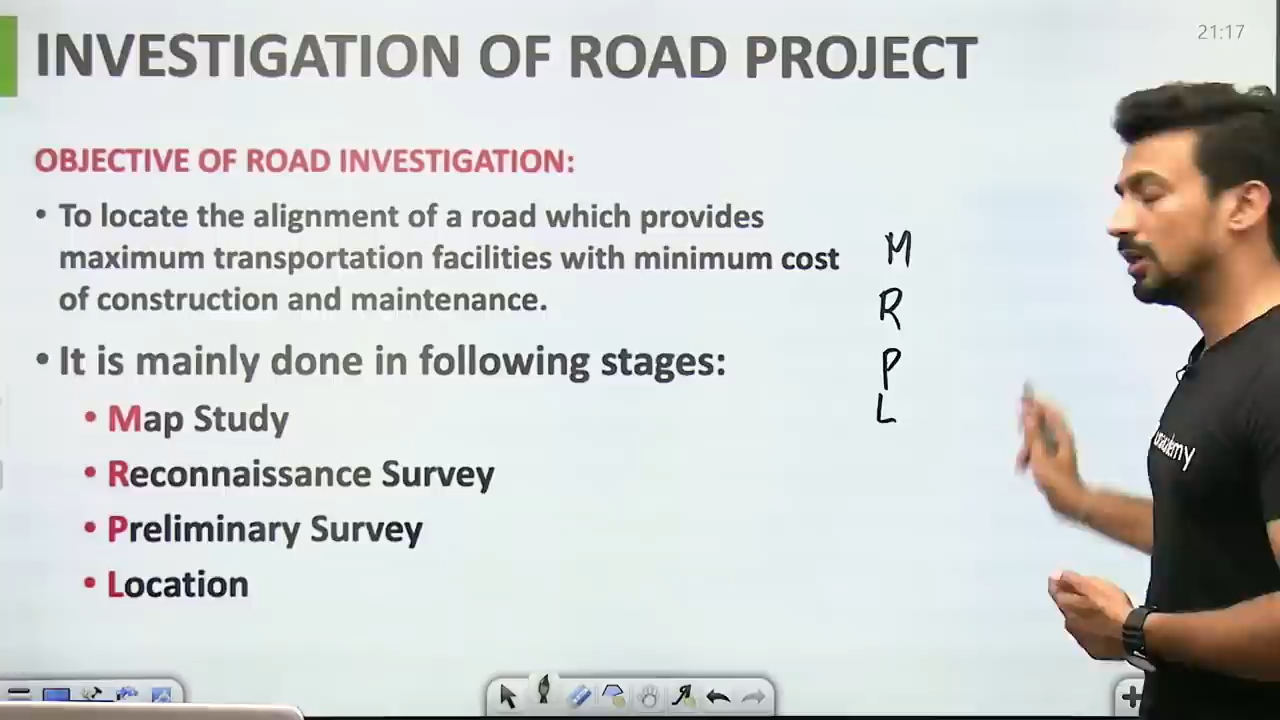 INVESTIGATION OF ROAD PROJECT
21:17
OBJECTIVE OF ROAD INVESTIGATION:
• To locate the alignment of a road which provides
maximum transportation facilities with minimum cost
of construction and maintenance.
• It is mainly done in following stages:
• Map Study
• Reconnaissance Survey
• Preliminary Survey
• Location
M
R
P
L